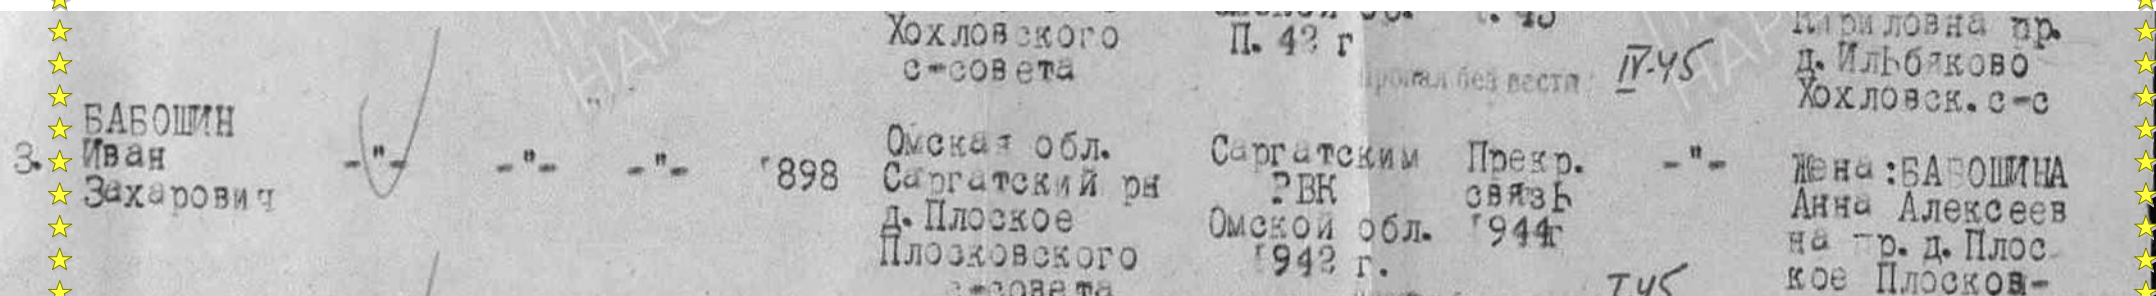 Хохловского
с-совета
П. 42 г
Пропал без вести
IV-45
Кириловна пр.
д. Ильбяково
Хохловск. с-с
3.
БАБОШИН
Иван
Захарович
-"-
-"-
-"-
1898
Омская обл.
Саргатский рн
д. Плоское
Плосковского
с-совета
Саргатским
РВК
Омской обл.
1942 г.
Прекр.
связь
1944г
-"-
Жена: БАБОШИНА
Анна Алексеев
на пр. д. Плос
кое Плосков-